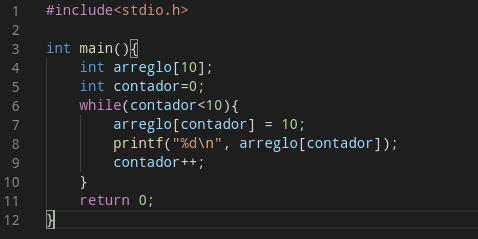 1 #include<stdio.h>
2
3 int main(){
4     int arreglo[10];
5     int contador=0;
6     while(contador<10){
7         arreglo[contador] = 10;
8         printf("%d\n", arreglo[contador]);
9         contador++;
10     }
11     return 0;
12 }